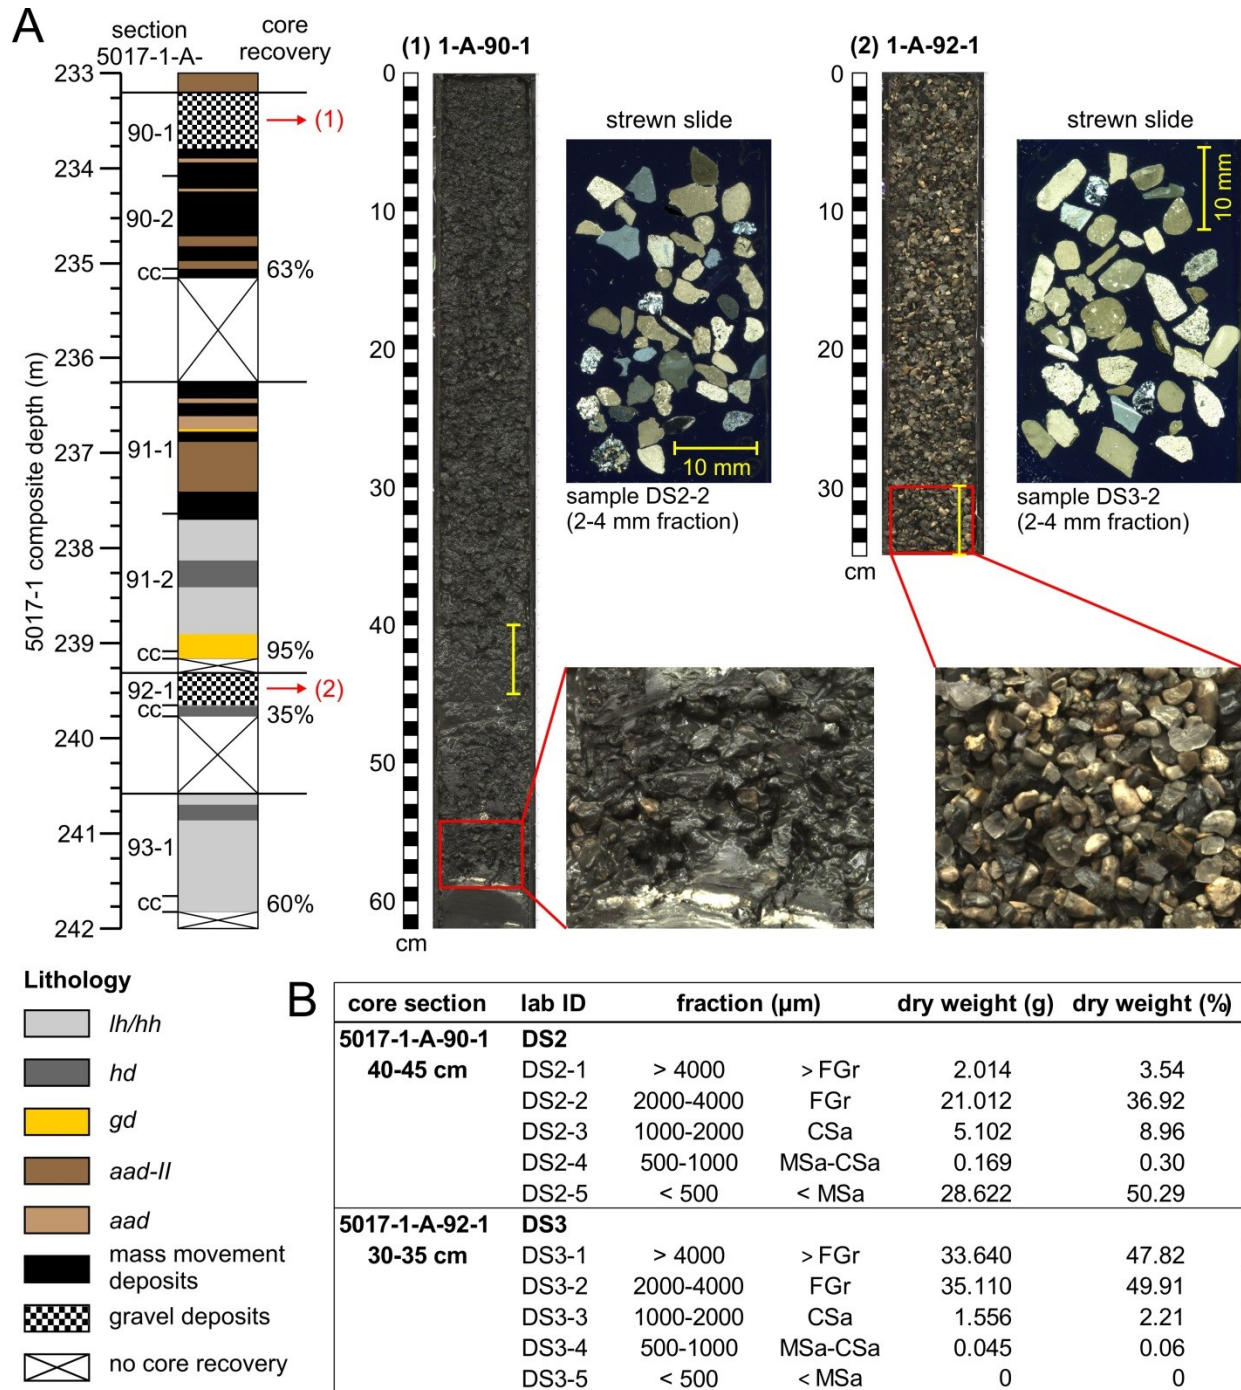 A
section
5017-1-A-
core
recovery
(1) 1-A-90-1
(2) 1-A-92-1
5017-1 composite depth (m)
233
234
235
236
237
238
239
240
241
242
90-1
90-2
cc
91-1
91-2
cc
92-1
cc
93-1
cc
63%
95%
35%
60%
(1)
(2)
0
10
20
30
40
50
60
cm
strewn slide
10 mm
sample DS2-2
(2-4 mm fraction)
0
10
20
30
cm
strewn slide
10 mm
sample DS3-2
(2-4 mm fraction)
Lithology
lh/hh
hd
gd
aad-II
aad
mass movement
deposits
gravel deposits
no core recovery
B
core section lab ID fraction (µm) dry weight (g) dry weight (%)
5017-1-A-90-1 DS2
40-45 cm DS2-1 > 4000 > FGr 2.014 3.54
DS2-2 2000-4000 FGr 21.012 36.92
DS2-3 1000-2000 CSa 5.102 8.96
DS2-4 500-1000 MSa-CSa 0.169 0.30
DS2-5 < 500 < MSa 28.622 50.29
5017-1-A-92-1 DS3
30-35 cm DS3-1 > 4000 > FGr 33.640 47.82
DS3-2 2000-4000 FGr 35.110 49.91
DS3-3 1000-2000 CSa 1.556 2.21
DS3-4 500-1000 MSa-CSa 0.045 0.06
DS3-5 < 500 < MSa 0 0